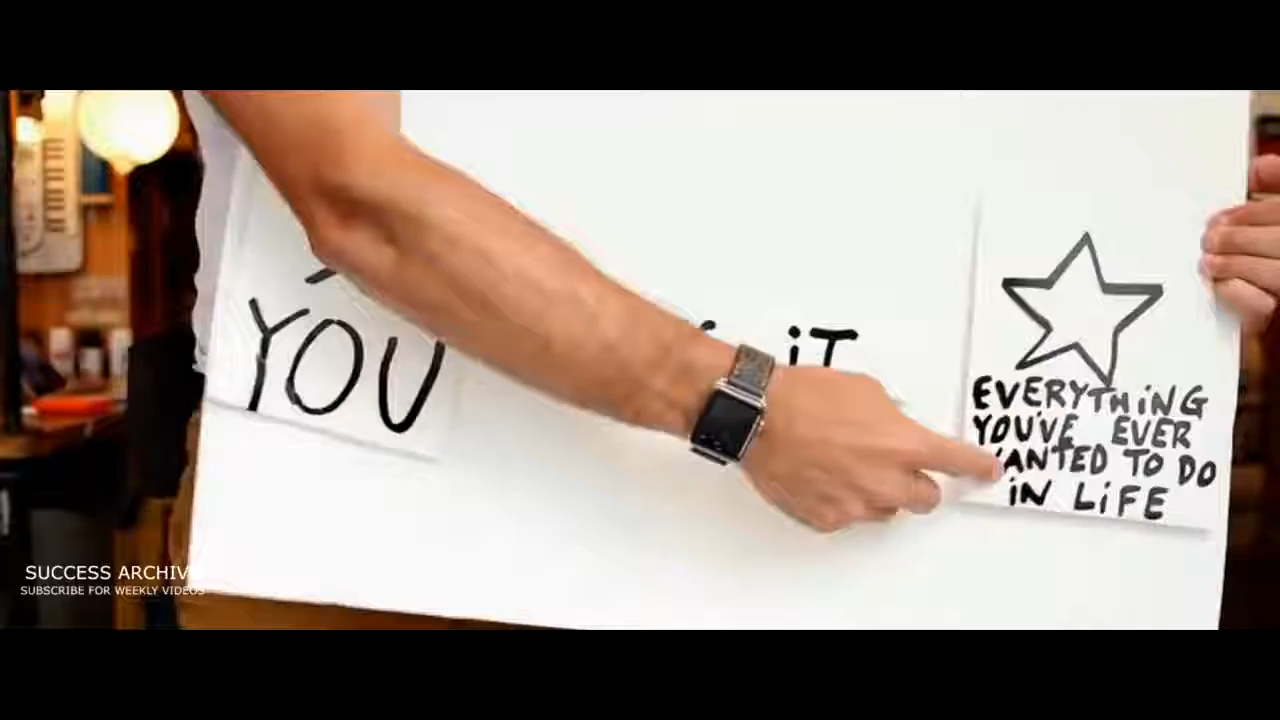 YOU
iT
EVERYTHiNG
YOU'VE EVER
WANTED TO DO
iN LiFE
SUCCESS ARCHIVE
SUBSCRIBE FOR WEEKLY VIDEOS